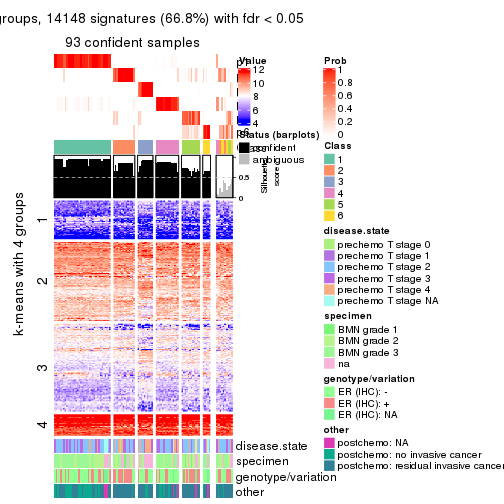 groups, 14148 signatures (66.8%) with fdr < 0.05
93 confident samples
k-means with 4 groups
1
2
3
4
0.5
0
Silhouette
score
disease.state
specimen
genotype/variation
other
Value
12
10
8
6
4
Status (barplots)
confident
ambiguous
Prob
1
0.8
0.6
0.4
0.2
0
Class
1
2
3
4
5
6
disease.state
prechemo T stage 0
prechemo T stage 1
prechemo T stage 2
prechemo T stage 3
prechemo T stage 4
prechemo T stage NA
specimen
BMN grade 1
BMN grade 2
BMN grade 3
na
genotype/variation
ER (IHC): -
ER (IHC): +
ER (IHC): NA
other
postchemo: NA
postchemo: no invasive cancer
postchemo: residual invasive cancer